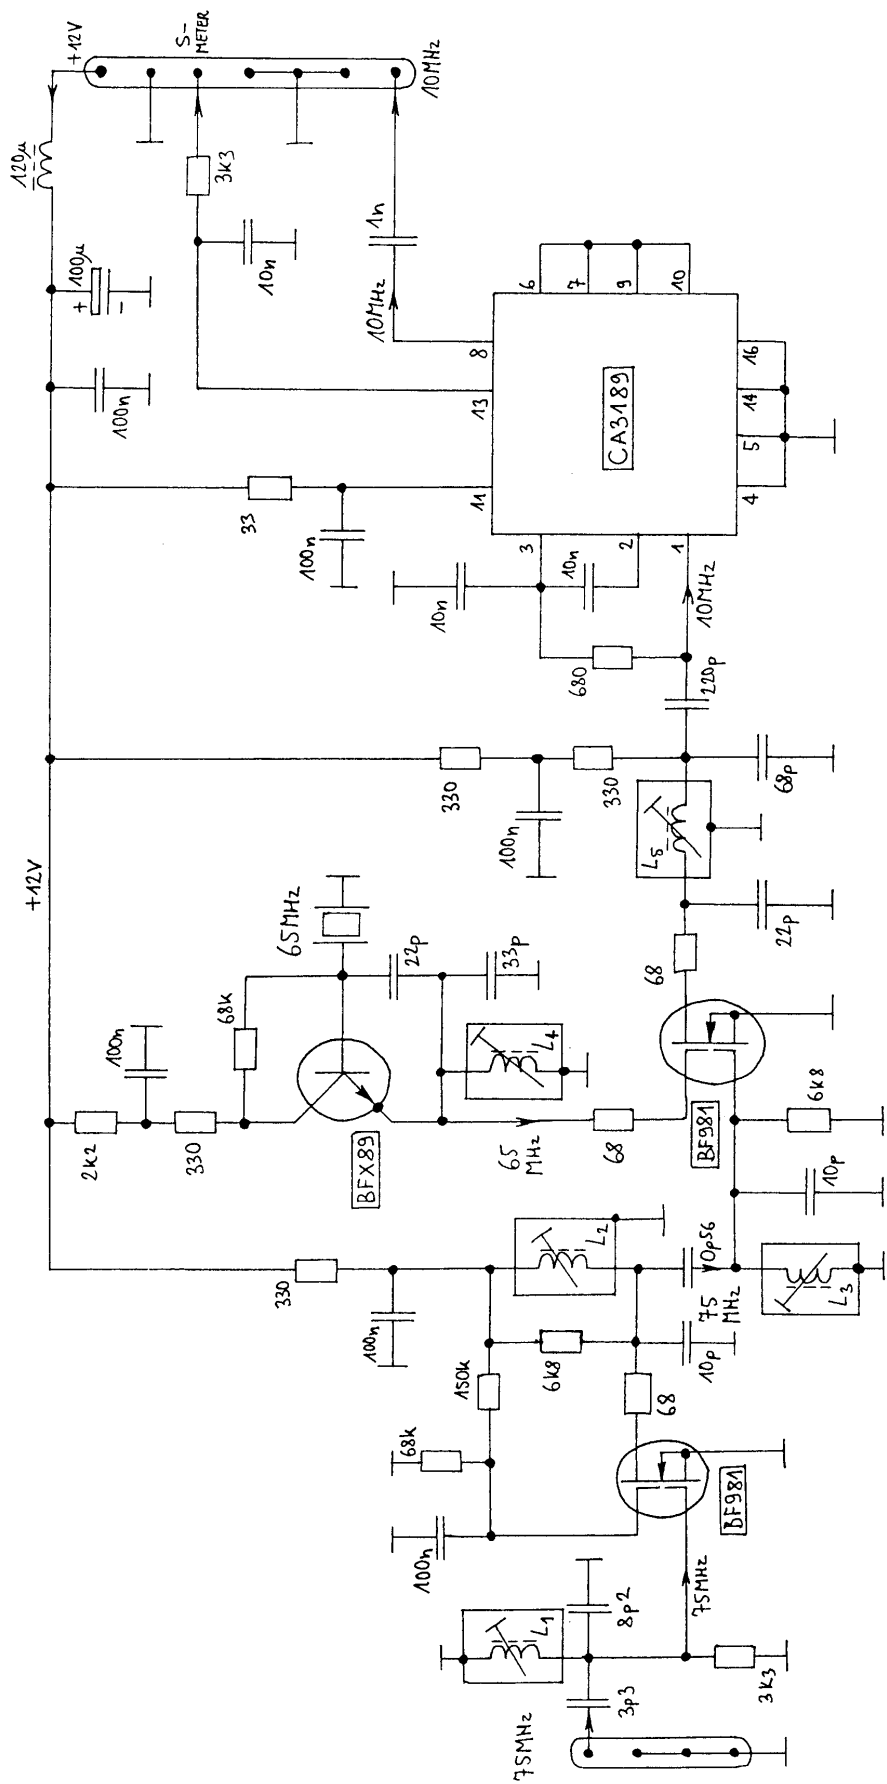 75MHz
3p3
L1
8p2
3k3
75MHz
100n
68k
150k
BF981
68
6k8
10p
100n
330
L2
0p56
75
MHz
L3
10p
6k8
BF981
68
65
MHz
L4
BFX89
2k2
100n
330
68k
65MHz
22p
33p
68
22p
L5
68p
+12V
330
100n
330
220p
680
10n
10n
10MHz
33
100n
CA3189
3
2
1
11
13
8
6
7
9
10
4
5
14
16
100n
100µ
+
-
120µ
10n
3k3
10MHz
1n
+12V
S-
METER
10MHz